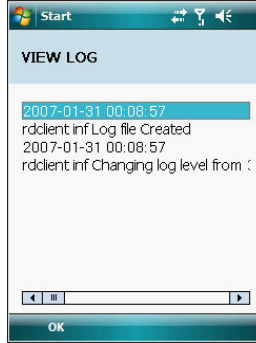 Start
VIEW LOG
2007-01-31 00:08:57
rdclient inf Log file Created
2007-01-31 00:08:57
rdclient inf Changing log level from
OK